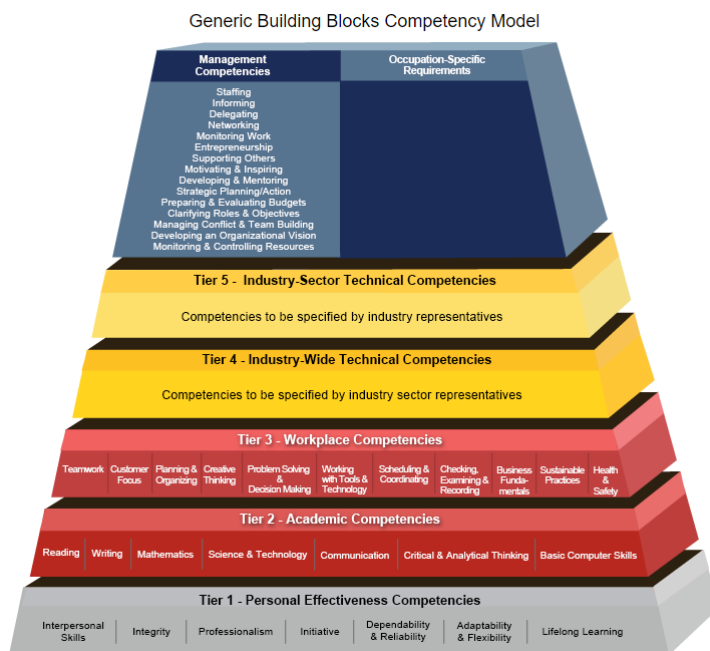 Generic Building Blocks Competency Model
Management
Competencies
Occupation-Specific
Requirements
Staffing
Informing
Delegating
Networking
Monitoring Work
Entrepreneurship
Supporting Others
Motivating & Inspiring
Developing & Mentoring
Strategic Planning/Action
Preparing & Evaluating Budgets
Clarifying Roles & Objectives
Managing Conflict & Team Building
Developing an Organizational Vision
Monitoring & Controlling Resources
Tier 5 - Industry-Sector Technical Competencies
Competencies to be specified by industry representatives
Tier 4 - Industry-Wide Technical Competencies
Competencies to be specified by industry sector representatives
Tier 3 - Workplace Competencies
Teamwork
Customer
Focus
Planning &
Organizing
Creative
Thinking
Problem Solving
&
Decision Making
Working
with Tools &
Technology
Scheduling &
Coordinating
Checking,
Examining &
Recording
Business
Funda-
mentals
Sustainable
Practices
Health
&
Safety
Tier 2 - Academic Competencies
Reading
Writing
Mathematics
Science & Technology
Communication
Critical & Analytical Thinking
Basic Computer Skills
Tier 1 - Personal Effectiveness Competencies
Interpersonal
Skills
Integrity
Professionalism
Initiative
Dependability
& Reliability
Adaptability
& Flexibility
Lifelong Learning